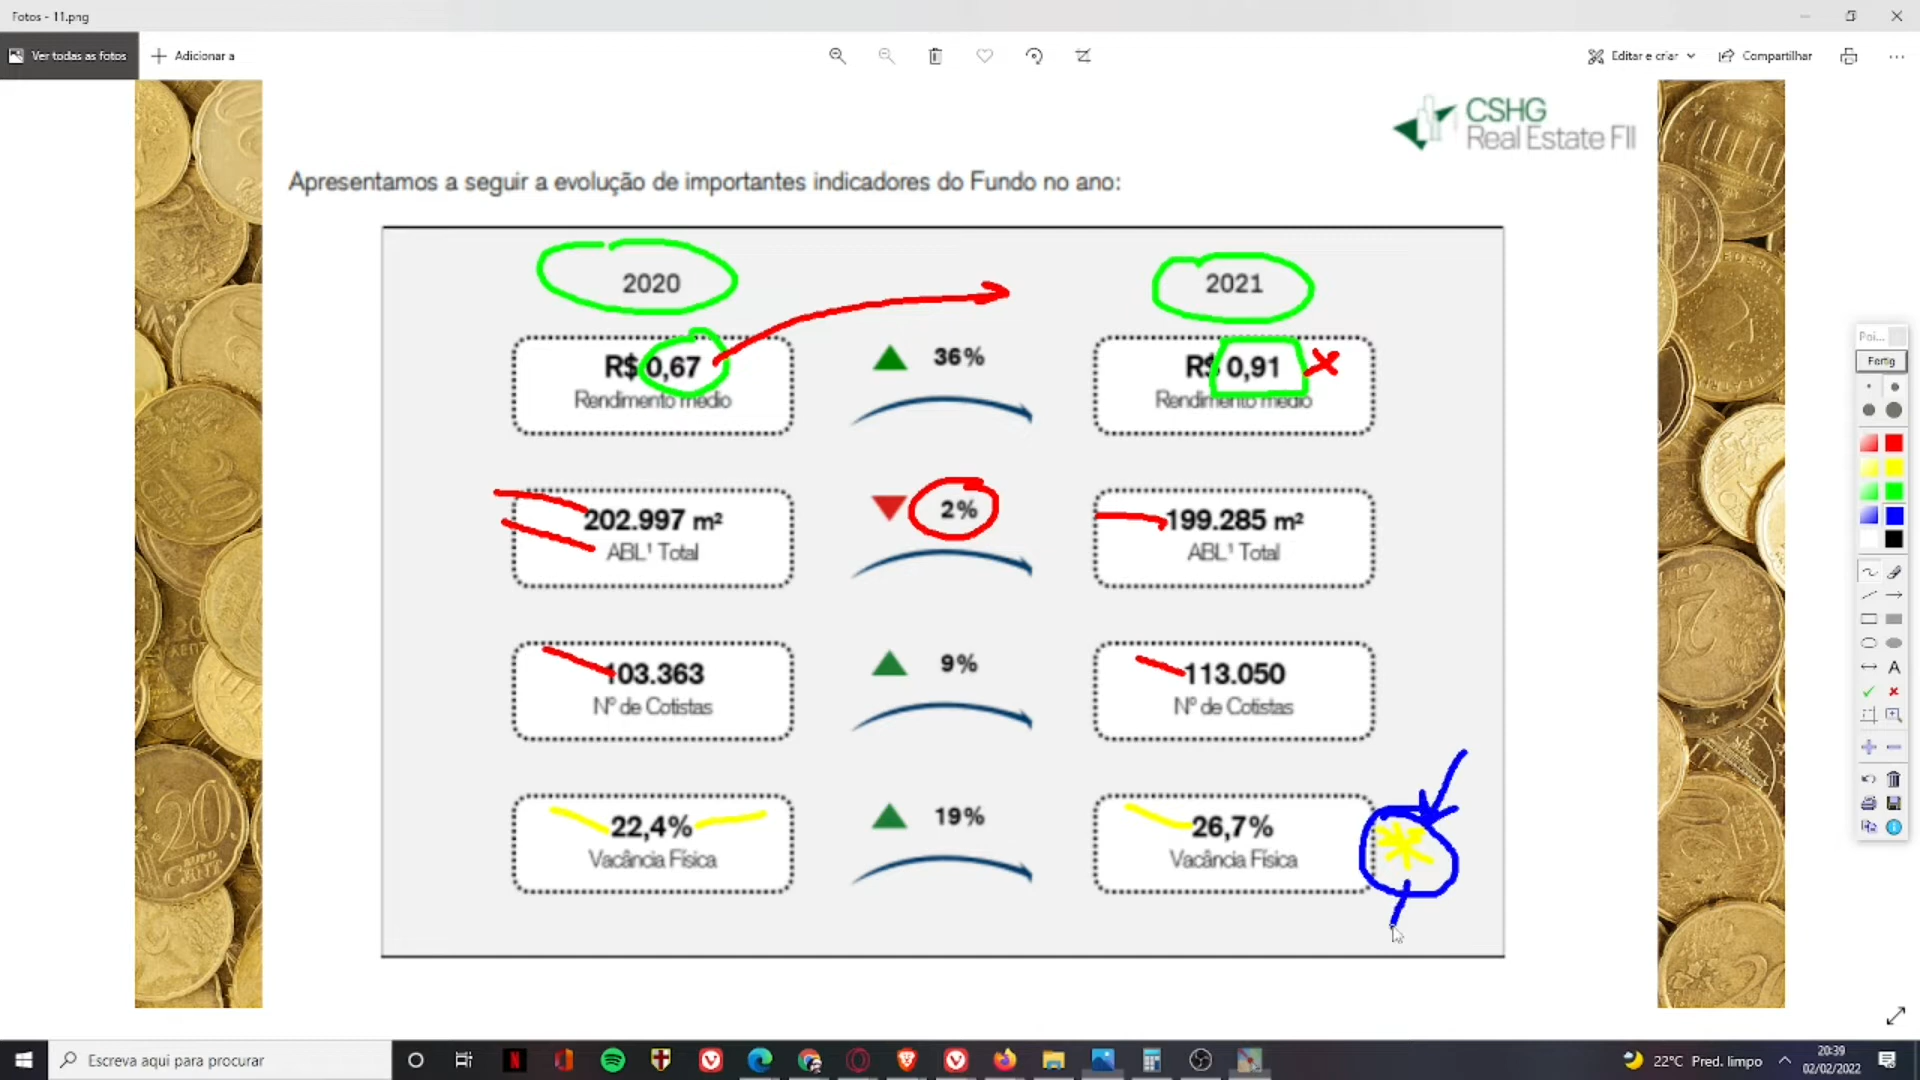 Fotos - 11.png
Ver todas as fotos
Adicionar a
Editar e criar
Compartilhar
CSHG
Real Estate FII
Apresentamos a seguir a evolução de importantes indicadores do Fundo no ano:
2020
2021
R$ 0,67
Rendimento médio
36%
R$ 0,91
Rendimento médio
202.997 m²
ABL¹ Total
2%
199.285 m²
ABL¹ Total
103.363
Nº de Cotistas
9%
113.050
Nº de Cotistas
22,4%
Vacância Física
19%
26,7%
Vacância Física
Poi...
Fertig
A
Escreva aqui para procurar
22°C Pred. limpo
20:39
02/02/2022